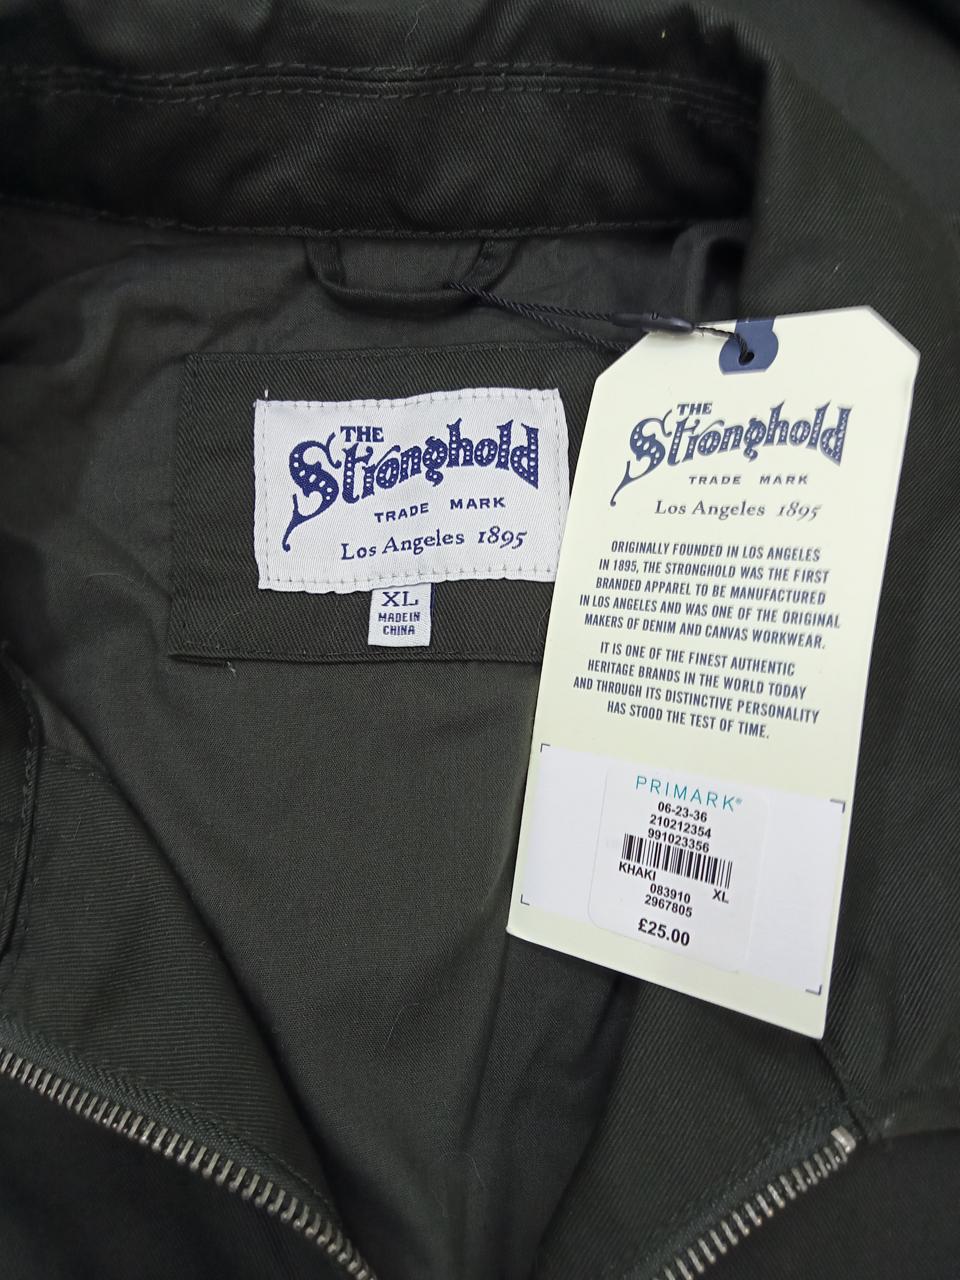 THE
Stronghold
TRADE MARK
Los Angeles 1895
XL
MADE IN
CHINA
THE
Stronghold
TRADE MARK
Los Angeles 1895
ORIGINALLY FOUNDED IN LOS ANGELES
IN 1895, THE STRONGHOLD WAS THE FIRST
BRANDED APPAREL TO BE MANUFACTURED
IN LOS ANGELES AND WAS ONE OF THE ORIGINAL
MAKERS OF DENIM AND CANVAS WORKWEAR.
IT IS ONE OF THE FINEST AUTHENTIC
HERITAGE BRANDS IN THE WORLD TODAY
AND THROUGH ITS DISTINCTIVE PERSONALITY
HAS STOOD THE TEST OF TIME.
PRIMARK®
06-23-36
210212354
991023356
KHAKI XL
083910
2967805
£25.00